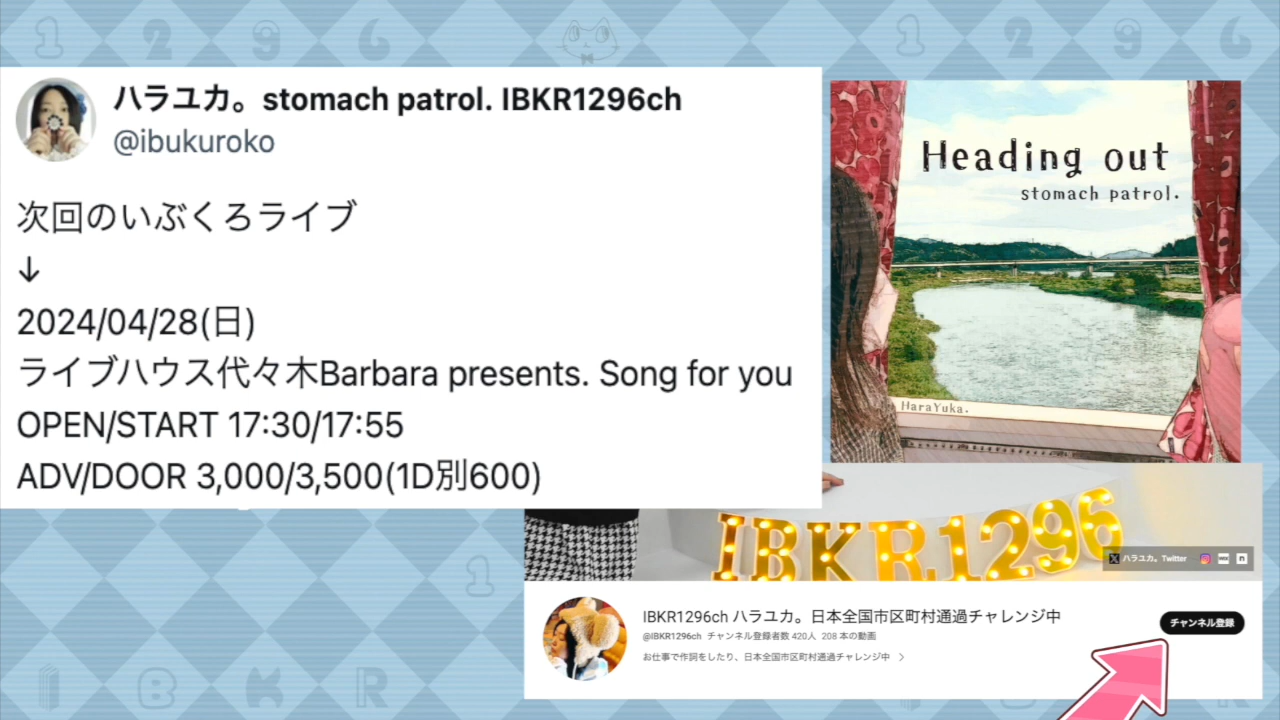 1296
1296
ハラユカ。stomach patrol. IBKR1296ch
@ibukuroko
次回のいぶくろライブ
↓
2024/04/28(日)
ライブハウス代々木Barbara presents. Song for you
OPEN/START 17:30/17:55
ADV/DOOR 3,000/3,500(1D別600)
Heading out
stomach patrol.
HaraYuka.
IBKR1296
ハラユカ。Twitter
IBKR1296ch ハラユカ。日本全国市区町村通過チャレンジ中
@IBKR1296ch チャンネル登録者数 420人 208 本の動画
お仕事で作詞をしたり、日本全国市区町村通過チャレンジ中
チャンネル登録
1
IBKR